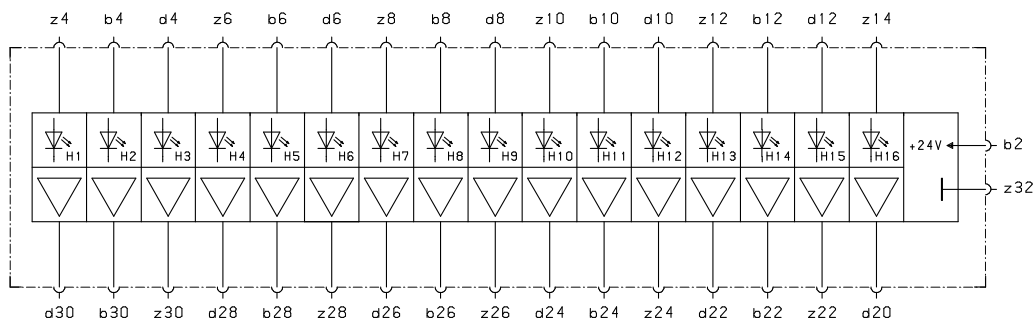 z4 b4 d4 z6 b6 d6 z8 b8 d8 z10 b10 d10 z12 b12 d12 z14
H1 H2 H3 H4 H5 H6 H7 H8 H9 H10 H11 H12 H13 H14 H15 H16 +24V b2
z32
d30 b30 z30 d28 b28 z28 d26 b26 z26 d24 b24 z24 d22 b22 z22 d20